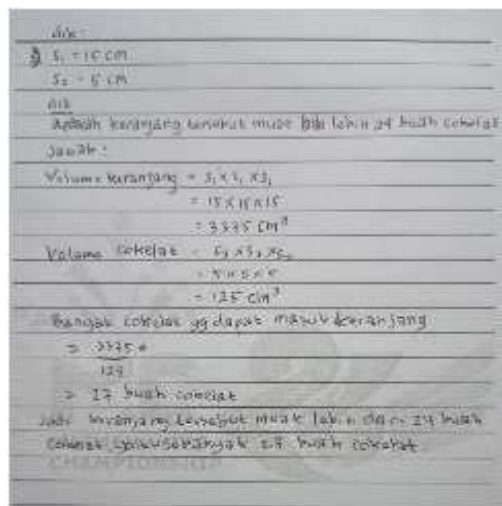 dik :
S₁ = 15 cm
S₂ = 5 cm
dit
Apakah keranjang tersebut muat lebih 24 buah cokelat
Jawab :
Volume keranjang = S₁ x S₁ x S₁
= 15 x 15 x 15
= 3375 cm³
Volume cokelat = S₂ x S₂ x S₂
= 5 x 5 x 5
= 125 cm³
Banyak cokelat yg dapat masuk keranjang
= 3375
125
= 27 buah cokelat
Jadi keranjang tersebut muat lebih dari 24 buah
cokelat, yaitu sebanyak 27 buah cokelat
CHAMPIONSHIP